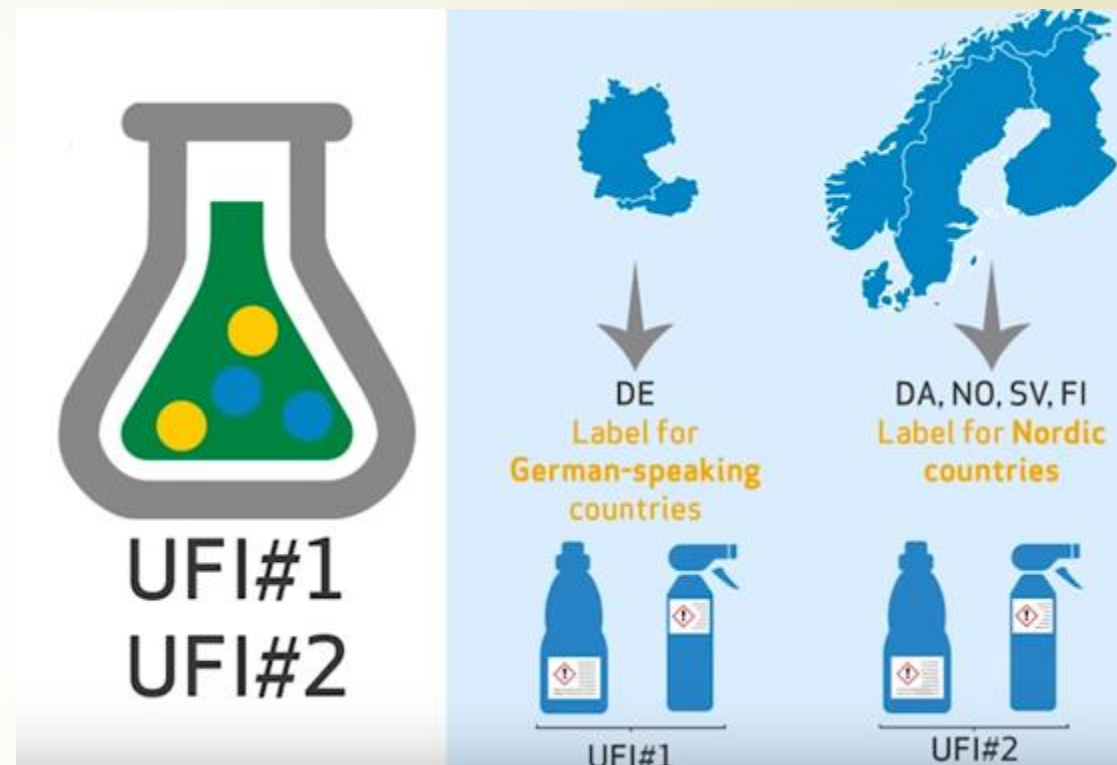 UFI#1
UFI#2
DE
Label for
German-speaking
countries
UFI#1
DA, NO, SV, FI
Label for Nordic
countries
UFI#2